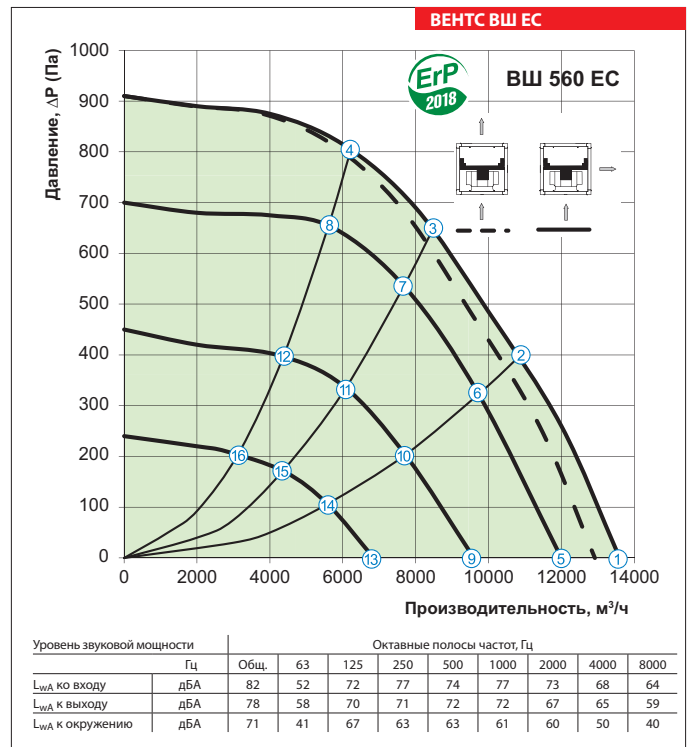 ВЕНТС ВШ ЕС
Давление, ΔP (Па)
1000
900
800
700
600
500
400
300
200
100
0
ErP
2018
ВШ 560 ЕС
4
3
8
7
2
12
11
6
16
15
10
14
13
9
5
1
0 2000 4000 6000 8000 10000 12000 14000
Производительность, м³/ч
Уровень звуковой мощности Октавные полосы частот, Гц
Гц Общ. 63 125 250 500 1000 2000 4000 8000
LwA ко входу дБА 82 52 72 77 74 77 73 68 64
LwA к выходу дБА 78 58 70 71 72 72 67 65 59
LwA к окружению дБА 71 41 67 63 63 61 60 50 40